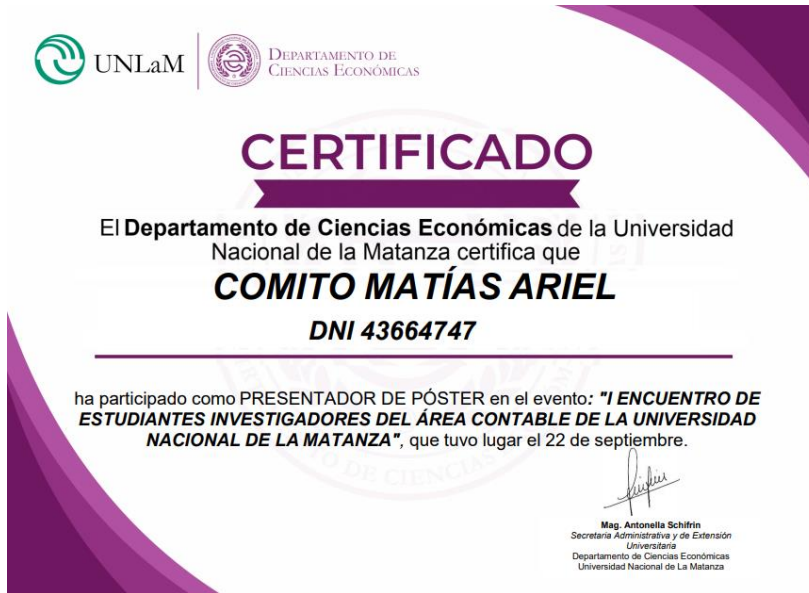 UNLaM
DEPARTAMENTO DE
CIENCIAS ECONÓMICAS
CERTIFICADO
El Departamento de Ciencias Económicas de la Universidad
Nacional de la Matanza certifica que
COMITO MATÍAS ARIEL
DNI 43664747
ha participado como PRESENTADOR DE PÓSTER en el evento: "I ENCUENTRO DE
ESTUDIANTES INVESTIGADORES DEL ÁREA CONTABLE DE LA UNIVERSIDAD
NACIONAL DE LA MATANZA", que tuvo lugar el 22 de septiembre.
Mag. Antonella Schifrin
Secretaria Administrativa y de Extensión
Universitaria
Departamento de Ciencias Económicas
Universidad Nacional de La Matanza